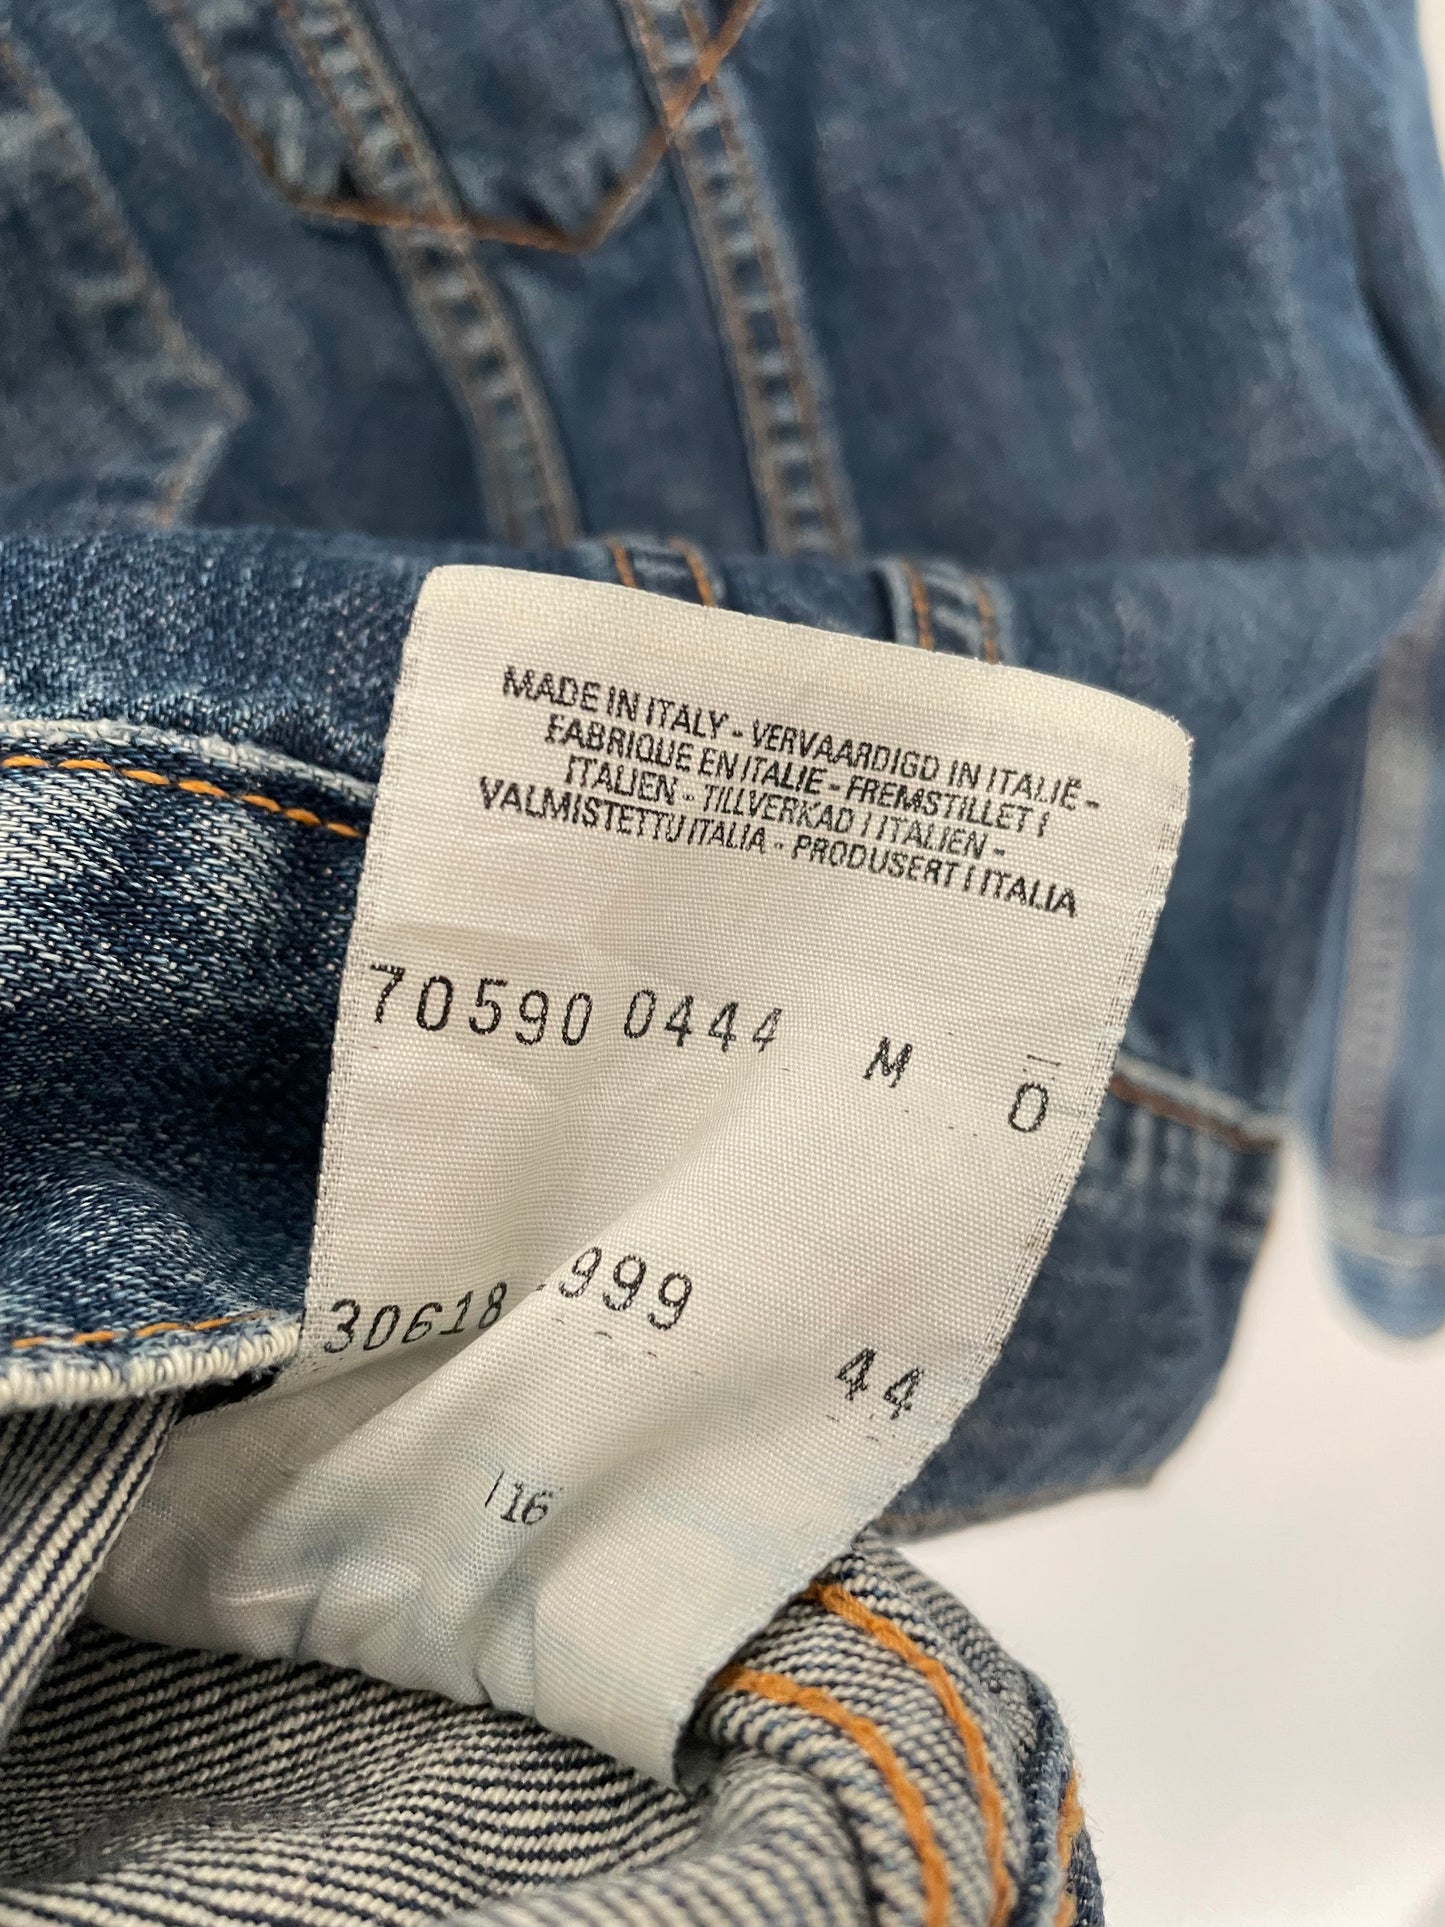 MADE IN ITALY - VERVAARDIGD IN ITALIË -
FABRIQUE EN ITALIE - FREMSTILLET I
ITALIEN - TILLVERKAD I ITALIEN -
VALMISTETTU ITALIA - PRODUSERT I ITALIA
70590 0444 M 0
30618 -999
44
16